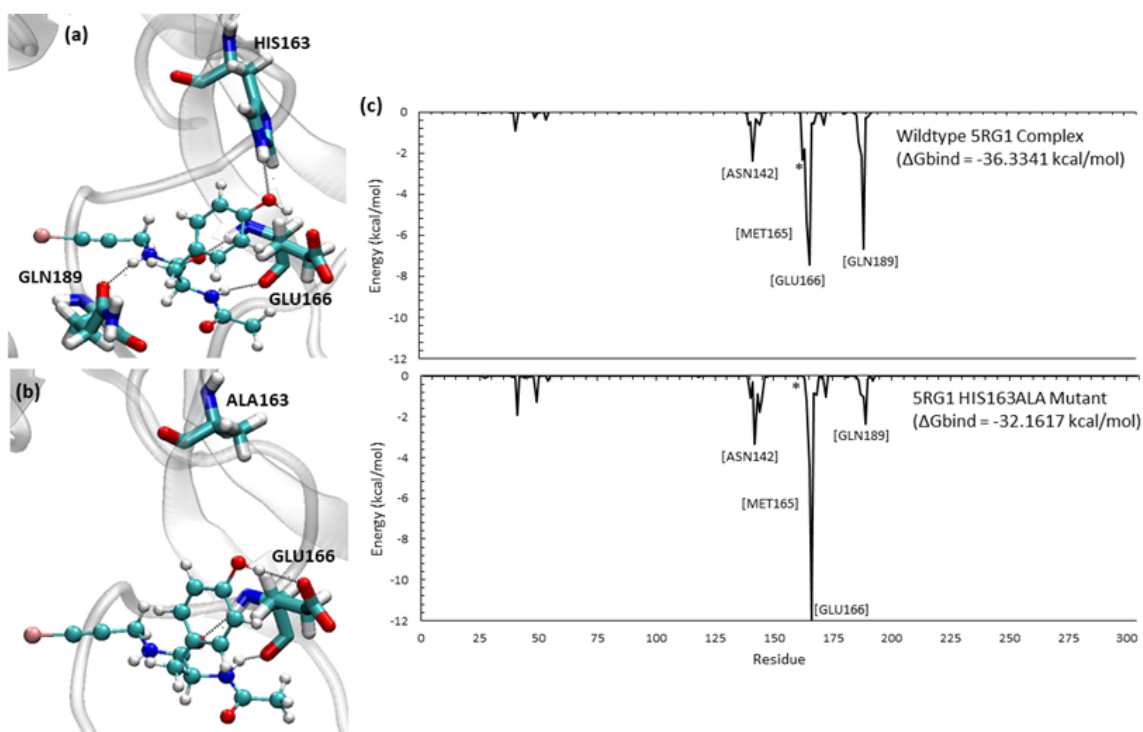 (a)
HIS163
GLN189
GLU166
(b)
ALA163
GLU166
(c)
0
-2
-4
-6
-8
-10
-12
Energy (kcal/mol)
Wildtype 5RG1 Complex
(ΔGbind = -36.3341 kcal/mol)
[ASN142]
*
[MET165]
[GLU166]
[GLN189]
0
-2
-4
-6
-8
-10
-12
Energy (kcal/mol)
5RG1 HIS163ALA Mutant
(ΔGbind = -32.1617 kcal/mol)
*
[ASN142]
[GLN189]
[MET165]
[GLU166]
0 25 50 75 100 125 150 175 200 225 250 275 300
Residue